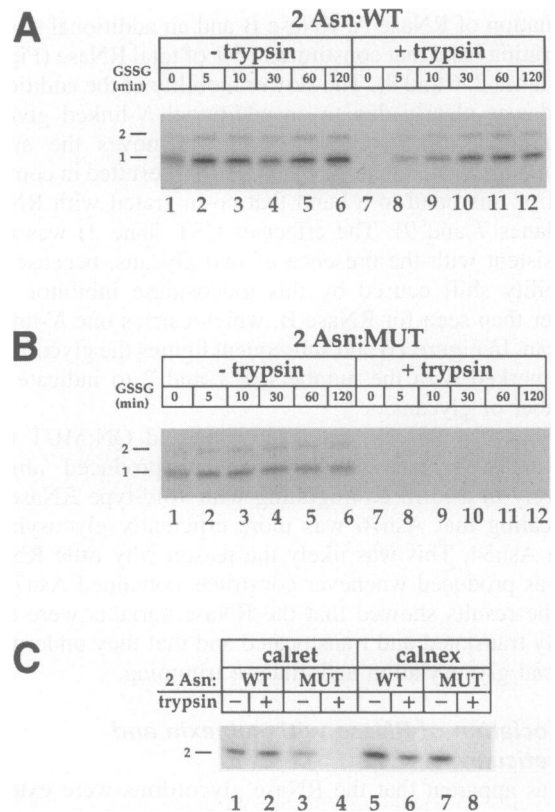 A
2 Asn:WT
- trypsin + trypsin
GSSG (min) 0 5 10 30 60 120 0 5 10 30 60 120
2
1
1 2 3 4 5 6 7 8 9 10 11 12
B
2 Asn:MUT
- trypsin + trypsin
GSSG (min) 0 5 10 30 60 120 0 5 10 30 60 120
2
1
1 2 3 4 5 6 7 8 9 10 11 12
C
calret calnex
2 Asn: WT MUT WT MUT
trypsin − + − + − + − +
2
1 2 3 4 5 6 7 8